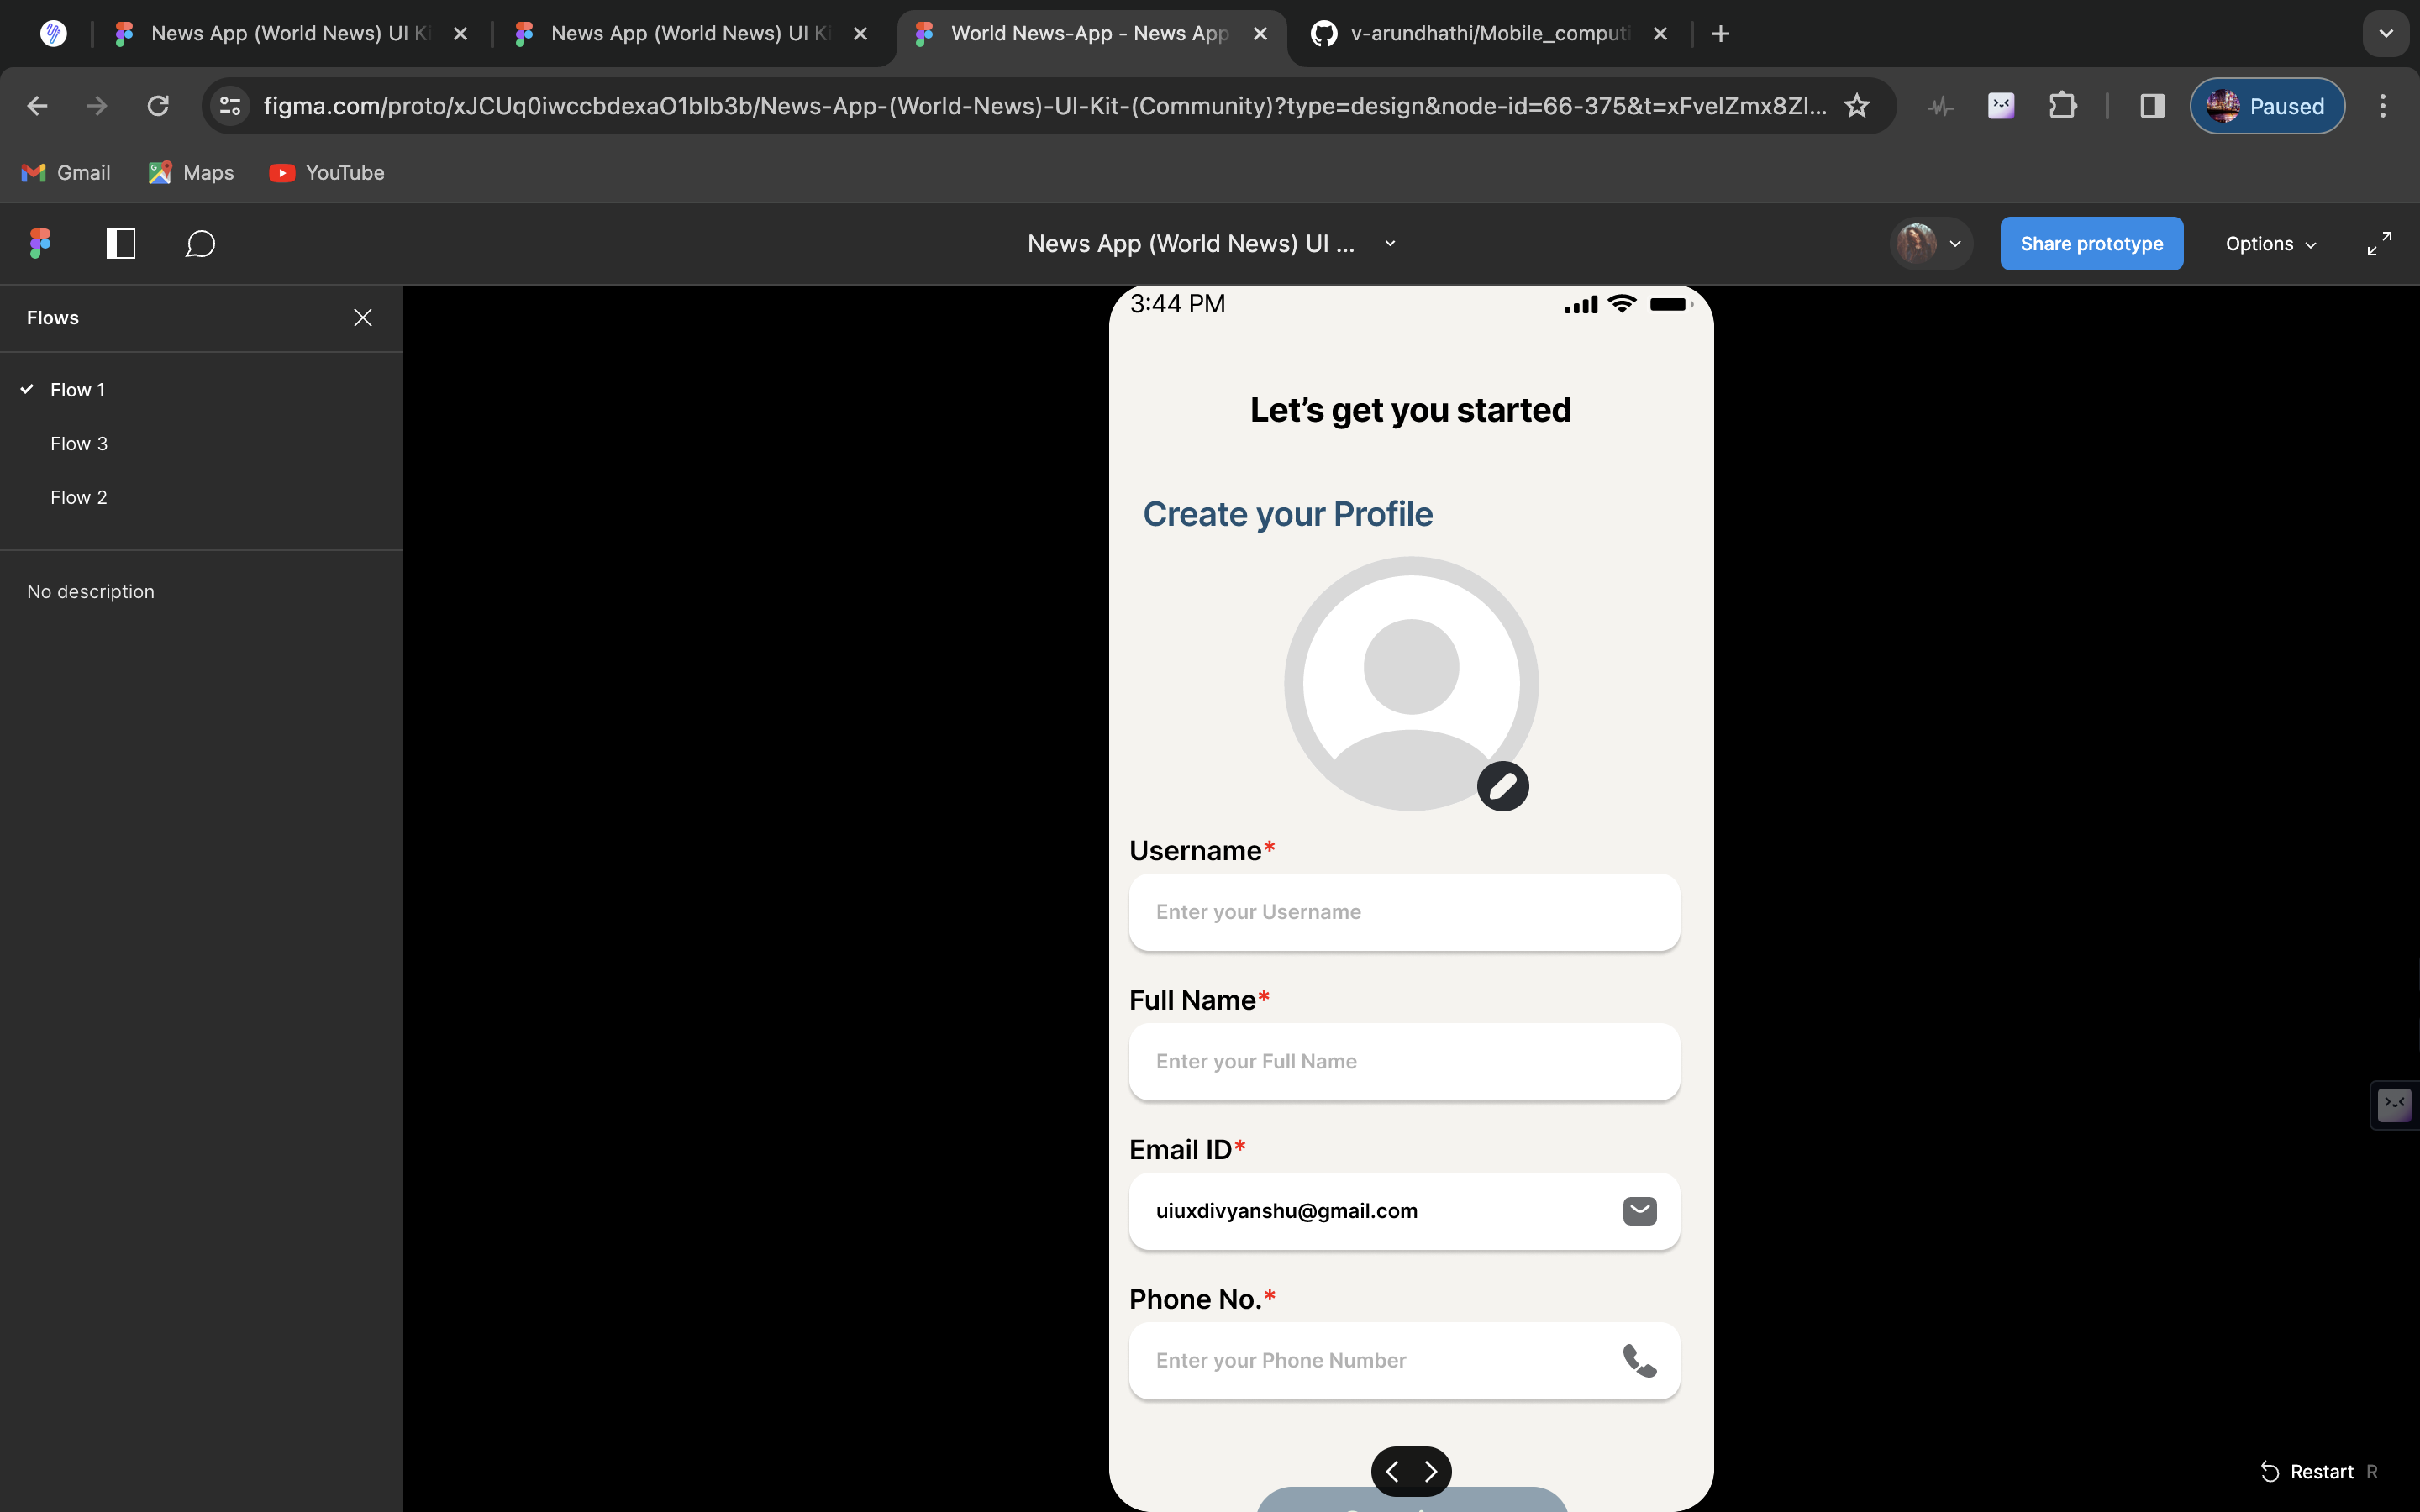 News App (World News) UI Ki
News App (World News) UI Ki
World News-App - News App
v-arundhathi/Mobile_computi
figma.com/proto/xJCUq0iwccbdexaO1bIb3b/News-App-(World-News)-UI-Kit-(Community)?type=design&node-id=66-375&t=xFvelZmx8Zl...
Paused
Gmail
Maps
YouTube
News App (World News) UI ...
Share prototype
Options
Flows
Flow 1
Flow 3
Flow 2
No description
3:44 PM
Let’s get you started
Create your Profile
Username*
Enter your Username
Full Name*
Enter your Full Name
Email ID*
uiuxdivyanshu@gmail.com
Phone No.*
Enter your Phone Number
Restart R